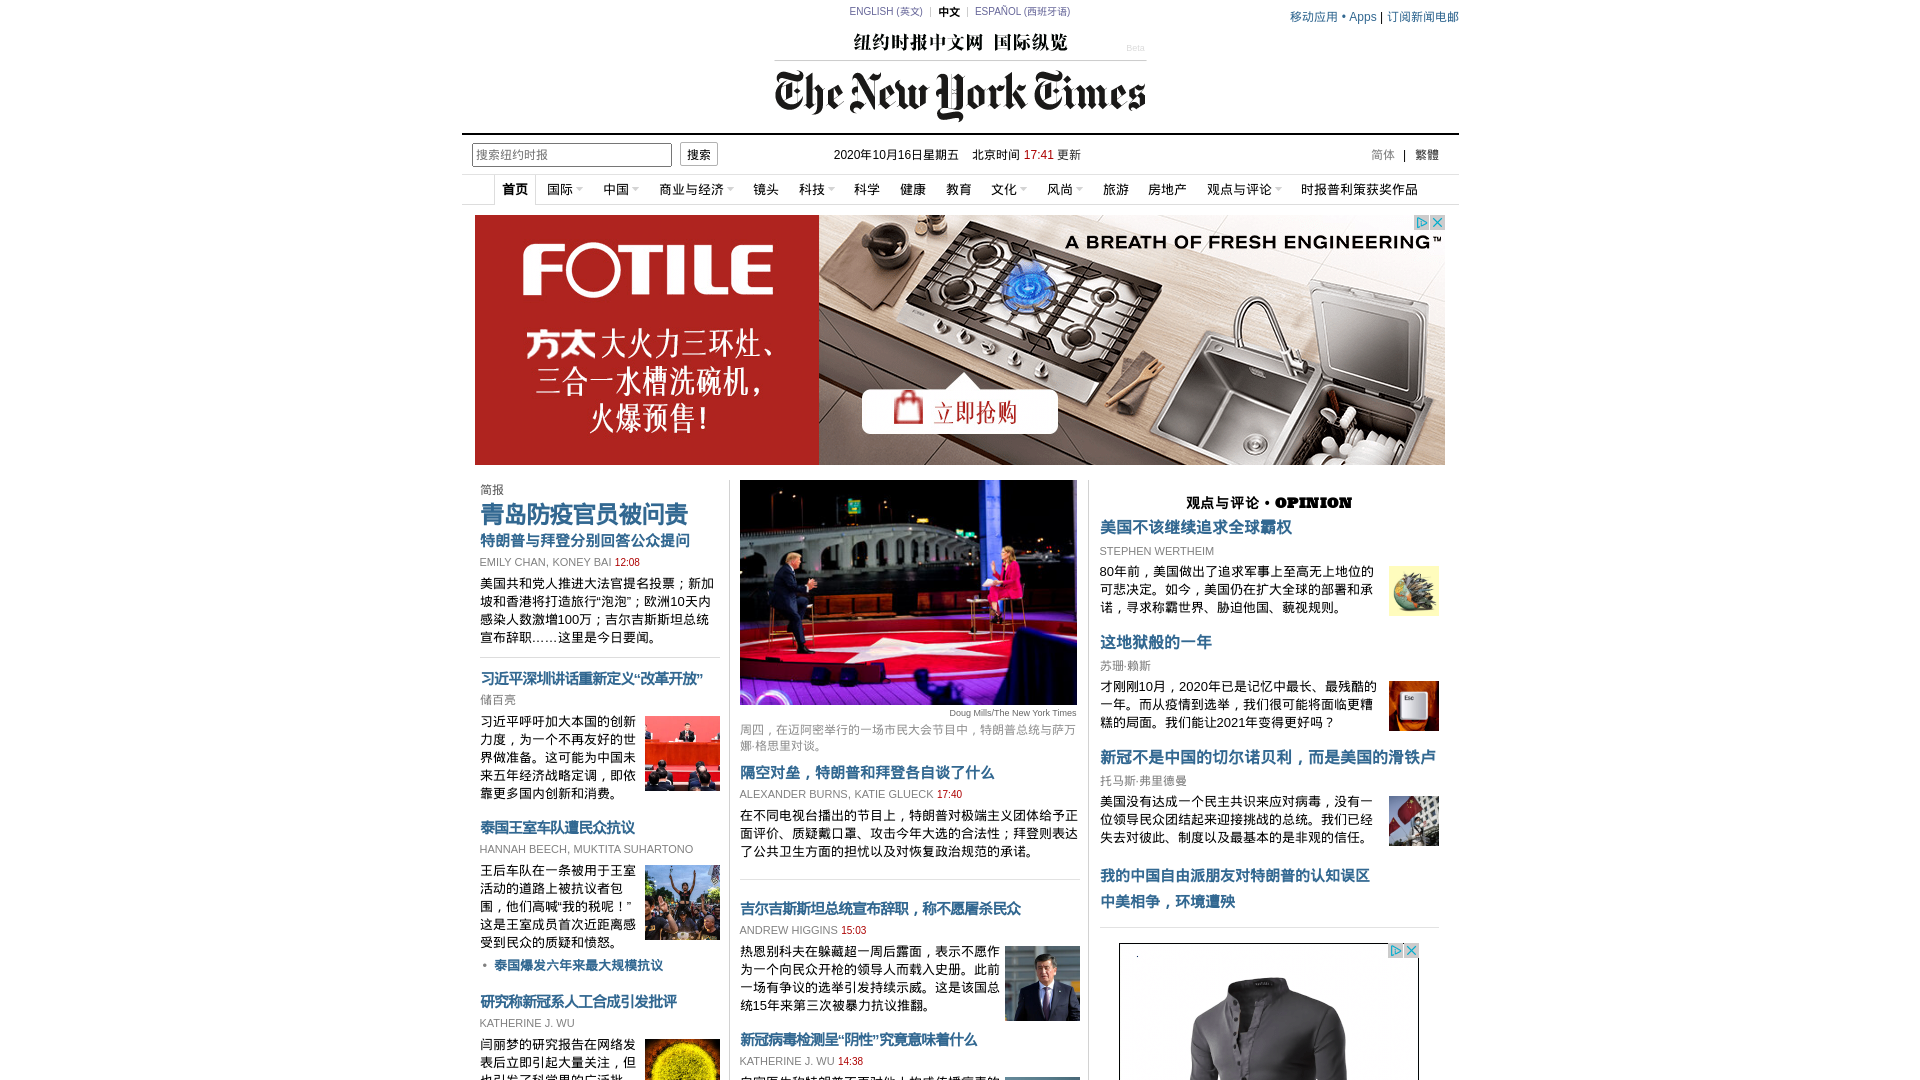 ENGLISH (英文)
中文
ESPAÑOL (西班牙语)
移动应用 • Apps | 订阅新闻电邮
纽约时报中文网 国际纵览
Beta
The New York Times
搜索纽约时报
搜索
2020年10月16日星期五 北京时间 17:41 更新
简体 | 繁體
首页 国际 中国 商业与经济 镜头 科技 科学 健康 教育 文化 风尚 旅游 房地产 观点与评论 时报普利策获奖作品
FOTILE
方太大火力三环灶、
三合一水槽洗碗机，
火爆预售！
A BREATH OF FRESH ENGINEERING™
立即抢购
简报
青岛防疫官员被问责
特朗普与拜登分别回答公众提问
EMILY CHAN, KONEY BAI 12:08
美国共和党人推进大法官提名投票；新加
坡和香港将打造旅行“泡泡”；欧洲10天内
感染人数激增100万；吉尔吉斯斯坦总统
宣布辞职……这里是今日要闻。
习近平深圳讲话重新定义“改革开放”
储百亮
习近平呼吁加大本国的创新
力度，为一个不再友好的世
界做准备。这可能为中国未
来五年经济战略定调，即依
靠更多国内创新和消费。
泰国王室车队遭民众抗议
HANNAH BEECH, MUKTITA SUHARTONO
王后车队在一条被用于王室
活动的道路上被抗议者包
围，他们高喊“我的税呢！”
这是王室成员首次近距离感
受到民众的质疑和愤怒。
• 泰国爆发六年来最大规模抗议
研究称新冠系人工合成引发批评
KATHERINE J. WU
闫丽梦的研究报告在网络发
表后立即引起大量关注，但
也引发了科学界的广泛批
Doug Mills/The New York Times
周四，在迈阿密举行的一场市民大会节目中，特朗普总统与萨万
娜·格思里对谈。
隔空对垒，特朗普和拜登各自谈了什么
ALEXANDER BURNS, KATIE GLUECK 17:40
在不同电视台播出的节目上，特朗普对极端主义团体给予正
面评价、质疑戴口罩、攻击今年大选的合法性；拜登则表达
了公共卫生方面的担忧以及对恢复政治规范的承诺。
吉尔吉斯斯坦总统宣布辞职，称不愿屠杀民众
ANDREW HIGGINS 15:03
热恩别科夫在躲藏超一周后露面，表示不愿作
为一个向民众开枪的领导人而载入史册。此前
一场有争议的选举引发持续示威。这是该国总
统15年来第三次被暴力抗议推翻。
新冠病毒检测呈“阴性”究竟意味着什么
KATHERINE J. WU 14:38
观点与评论 • OPINION
美国不该继续追求全球霸权
STEPHEN WERTHEIM
80年前，美国做出了追求军事上至高无上地位的
可悲决定。如今，美国仍在扩大全球的部署和承
诺，寻求称霸世界、胁迫他国、藐视规则。
这地狱般的一年
苏珊·赖斯
才刚刚10月，2020年已是记忆中最长、最残酷的
一年。而从疫情到选举，我们很可能将面临更糟
糕的局面。我们能让2021年变得更好吗？
Esc
新冠不是中国的切尔诺贝利，而是美国的滑铁卢
托马斯·弗里德曼
美国没有达成一个民主共识来应对病毒，没有一
位领导民众团结起来迎接挑战的总统。我们已经
失去对彼此、制度以及最基本的是非观的信任。
我的中国自由派朋友对特朗普的认知误区
中美相争，环境遭殃